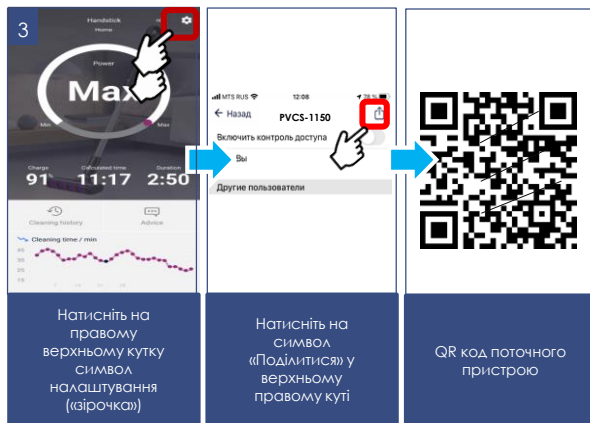 3
Handstick
Home
Power
Max
Min
Max
Charge
Calculated time
Duration
91
11:17
2:50
Cleaning history
Advice
Cleaning time / min
Натисніть на
правому
верхньому кутку
символ
налаштування
(«зірочка»)
MTS RUS
12:08
78 %
Назад
PVCS-1150
Включить контроль доступа
Вы
Другие пользователи
Натисніть на
символ
«Поділитися» у
верхньому
правому куті
QR код поточного
пристрою